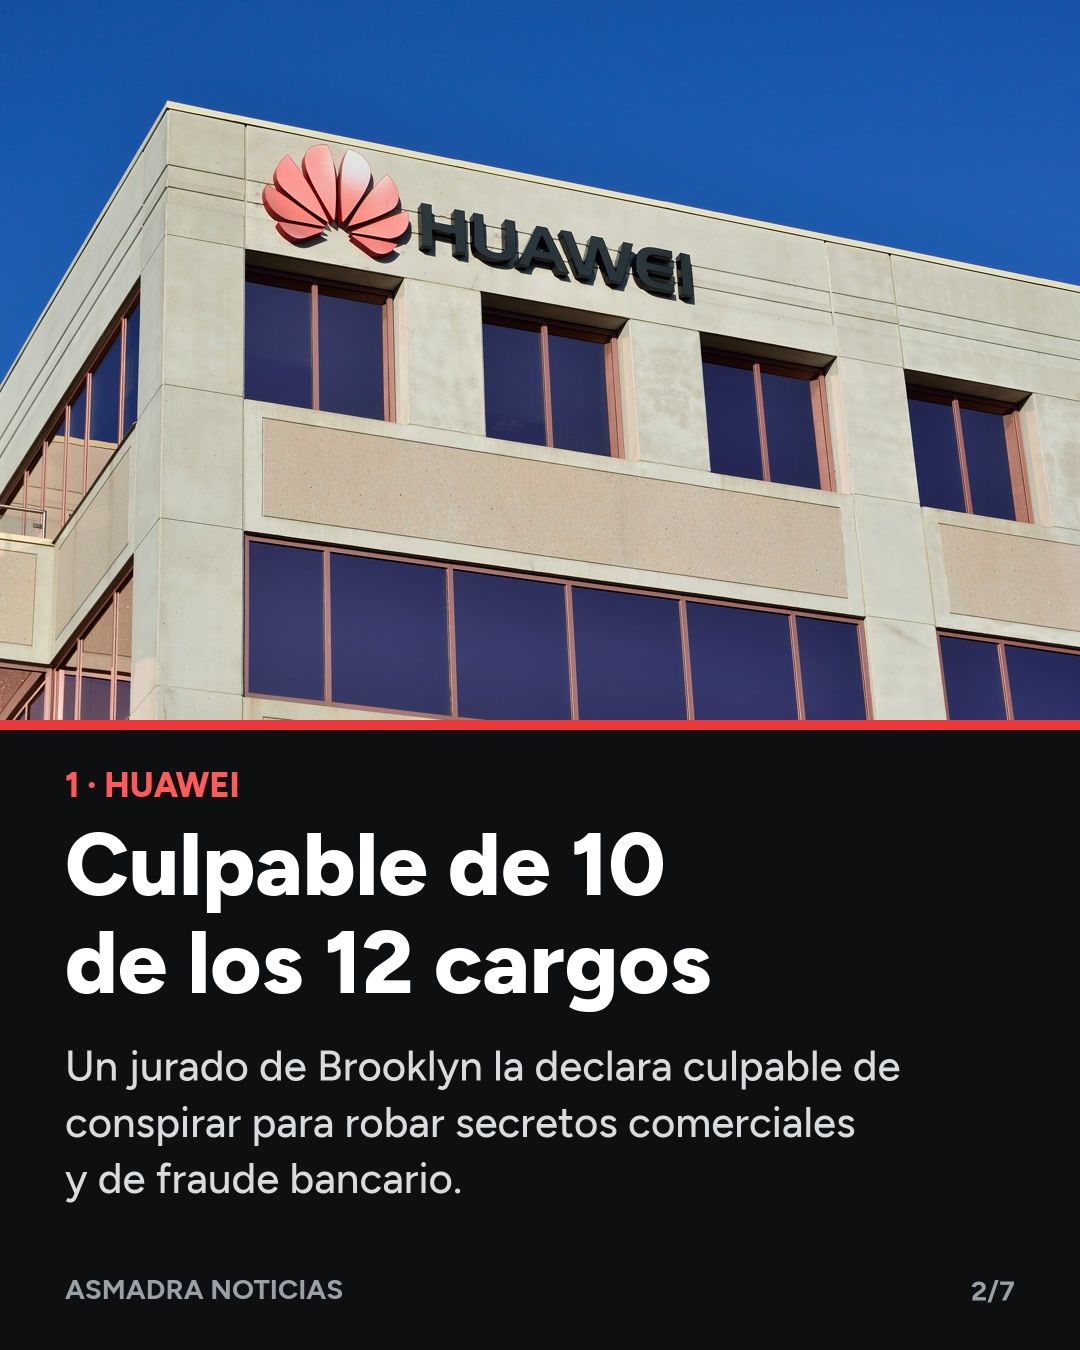 HUAWEI
1 · HUAWEI
Culpable de 10
de los 12 cargos
Un jurado de Brooklyn la declara culpable de
conspirar para robar secretos comerciales
y de fraude bancario.
ASMADRA NOTICIAS
2/7